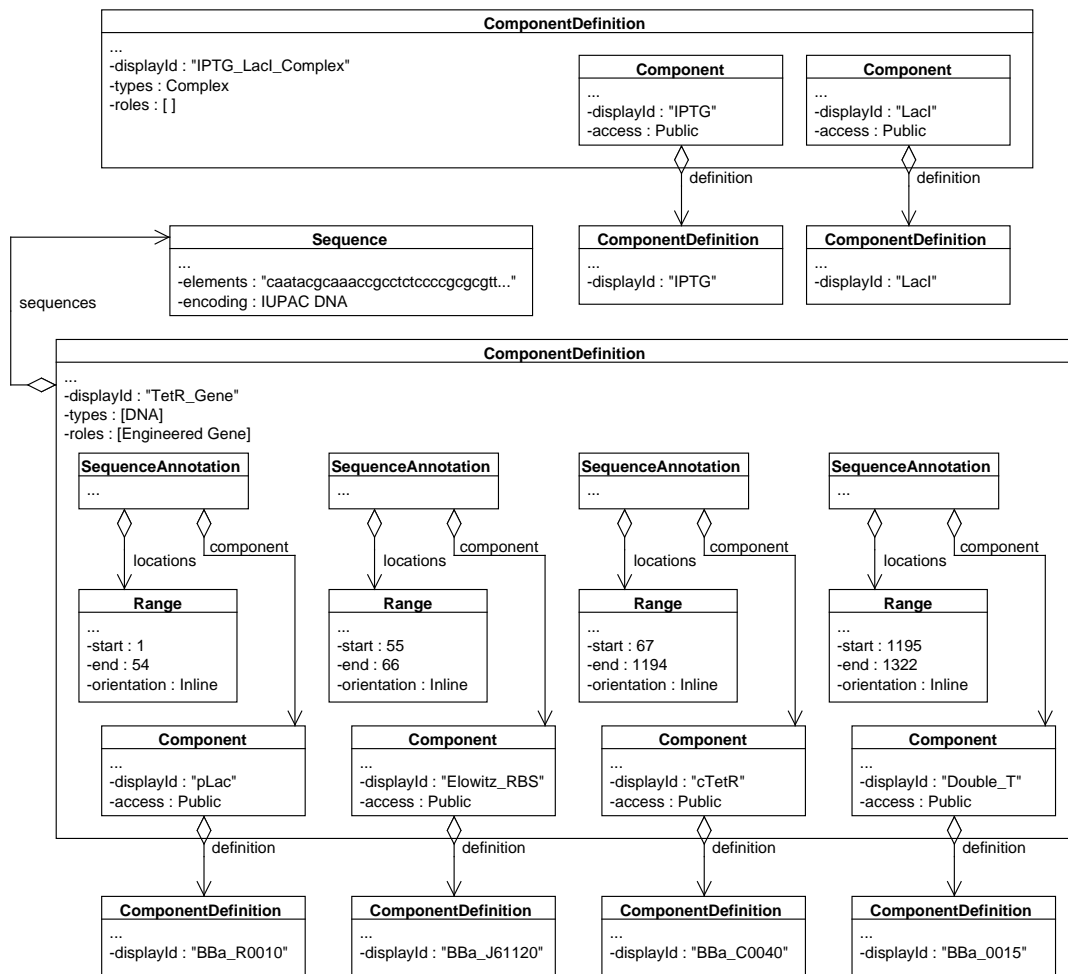 ComponentDefinition
...
-displayId : "IPTG_LacI_Complex"
-types : Complex
-roles : [ ]
Component
...
-displayId : "IPTG"
-access : Public
Component
...
-displayId : "LacI"
-access : Public
definition
definition
ComponentDefinition
...
-displayId : "IPTG"
ComponentDefinition
...
-displayId : "LacI"
Sequence
...
-elements : "caatacgcaaaccgcctctccccgcgcgtt..."
-encoding : IUPAC DNA
sequences
ComponentDefinition
...
-displayId : "TetR_Gene"
-types : [DNA]
-roles : [Engineered Gene]
SequenceAnnotation
...
SequenceAnnotation
...
SequenceAnnotation
...
SequenceAnnotation
...
locations
component
locations
component
locations
component
locations
component
Range
...
-start : 1
-end : 54
-orientation : Inline
Range
...
-start : 55
-end : 66
-orientation : Inline
Range
...
-start : 67
-end : 1194
-orientation : Inline
Range
...
-start : 1195
-end : 1322
-orientation : Inline
Component
...
-displayId : "pLac"
-access : Public
Component
...
-displayId : "Elowitz_RBS"
-access : Public
Component
...
-displayId : "cTetR"
-access : Public
Component
...
-displayId : "Double_T"
-access : Public
definition
definition
definition
definition
ComponentDefinition
...
-displayId : "BBa_R0010"
ComponentDefinition
...
-displayId : "BBa_J61120"
ComponentDefinition
...
-displayId : "BBa_C0040"
ComponentDefinition
...
-displayId : "BBa_0015"